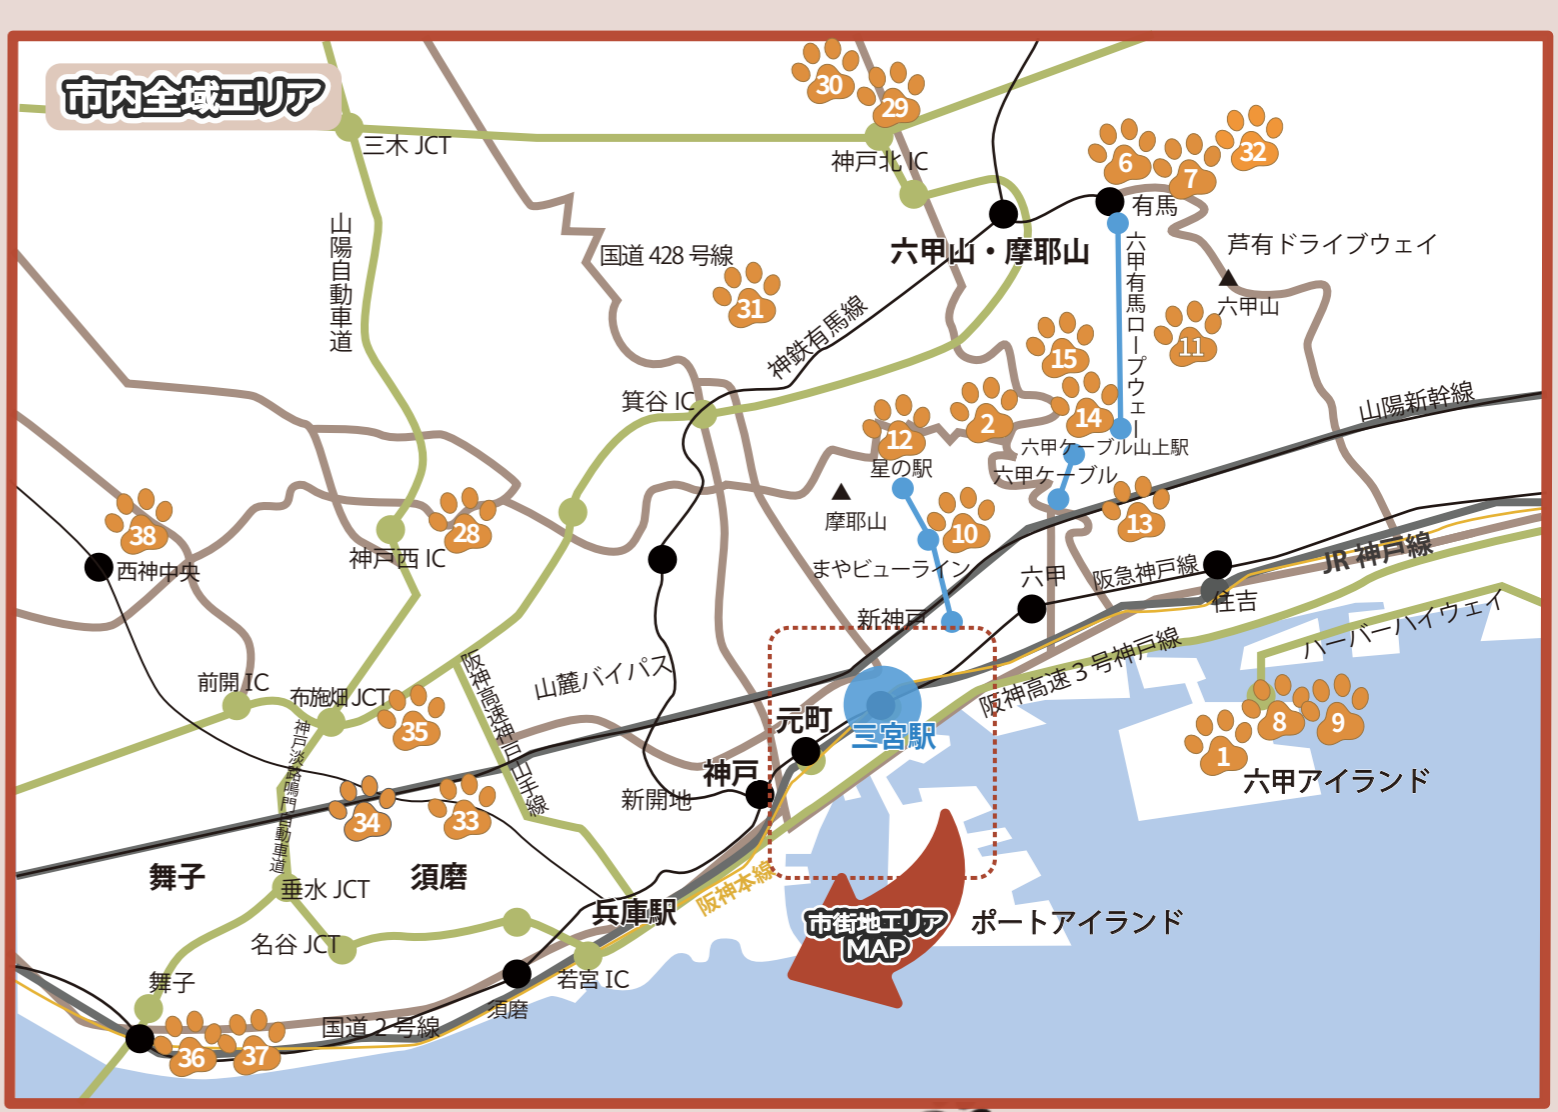 市内全域エリア
30
29
三木 JCT
神戸北 IC
6
7
32
有馬
山陽自動車道
国道 428 号線
六甲山・摩耶山
六甲有馬ロープウェー
芦有ドライブウェイ
六甲山
31
神鉄有馬線
15
11
箕谷 IC
12
2
14
山陽新幹線
星の駅
六甲ケーブル山上駅
六甲ケーブル
38
28
摩耶山
10
13
西神中央
神戸西 IC
まやビューライン
六甲
阪急神戸線
JR 神戸線
住吉
新神戸
ハーバーハイウェイ
前開 IC
布施畑 JCT
35
阪神高速神戸山手線
山麓バイパス
阪神高速 3 号神戸線
元町
三宮駅
1
8
9
六甲アイランド
神戸淡路鳴門自動車道
神戸
新開地
34
33
舞子
須磨
垂水 JCT
阪神本線
兵庫駅
市街地エリア
MAP
ポートアイランド
名谷 JCT
舞子
若宮 IC
須磨
国道 2 号線
36
37